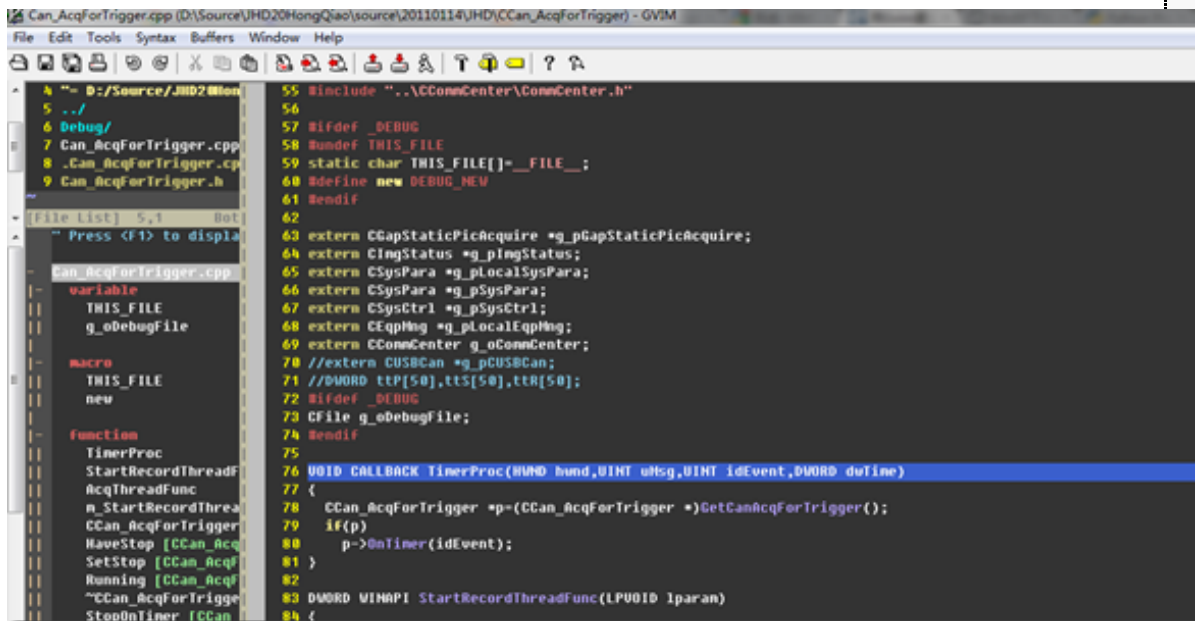 Can_AcqForTrigger.cpp (D:\Source\JHD20HongQiao\source\20110114\JHD\CCan_AcqForTrigger) - GVIM
File Edit Tools Syntax Buffers Window Help
4 "= D:/Source/JHD20Hon
5 ../
6 Debug/
7 Can_AcqForTrigger.cpp
8 .Can_AcqForTrigger.cp
9 Can_AcqForTrigger.h
~
[File List] 5,1 Bot
" Press <F1> to displa
Can_AcqForTrigger.cpp
variable
THIS_FILE
g_oDebugFile
macro
THIS_FILE
new
function
TimerProc
StartRecordThreadF
AcqThreadFunc
m_StartRecordThrea
CCan_AcqForTrigger
HaveStop [CCan_Acq
SetStop [CCan_AcqF
Running [CCan_AcqF
~CCan_AcqForTrigge
StopOnTimer [CCan_
55 #include "..\CCommCenter\CommCenter.h"
56
57 #ifdef _DEBUG
58 #undef THIS_FILE
59 static char THIS_FILE[]=__FILE__;
60 #define new DEBUG_NEW
61 #endif
62
63 extern CGapStaticPicAcquire *g_pGapStaticPicAcquire;
64 extern CImgStatus *g_pImgStatus;
65 extern CSysPara *g_pLocalSysPara;
66 extern CSysPara *g_pSysPara;
67 extern CSysCtrl *g_pSysCtrl;
68 extern CEqpMng *g_pLocalEqpMng;
69 extern CCommCenter g_oCommCenter;
70 //extern CUSBCan *g_pCUSBCan;
71 //DWORD ttP[50],ttS[50],ttR[50];
72 #ifdef _DEBUG
73 CFile g_oDebugFile;
74 #endif
75
76 VOID CALLBACK TimerProc(HWND hwnd,UINT uMsg,UINT idEvent,DWORD dwTime)
77 {
78 CCan_AcqForTrigger *p=(CCan_AcqForTrigger *)GetCanAcqForTrigger();
79 if(p)
80 p->OnTimer(idEvent);
81 }
82
83 DWORD WINAPI StartRecordThreadFunc(LPVOID lparam)
84 {